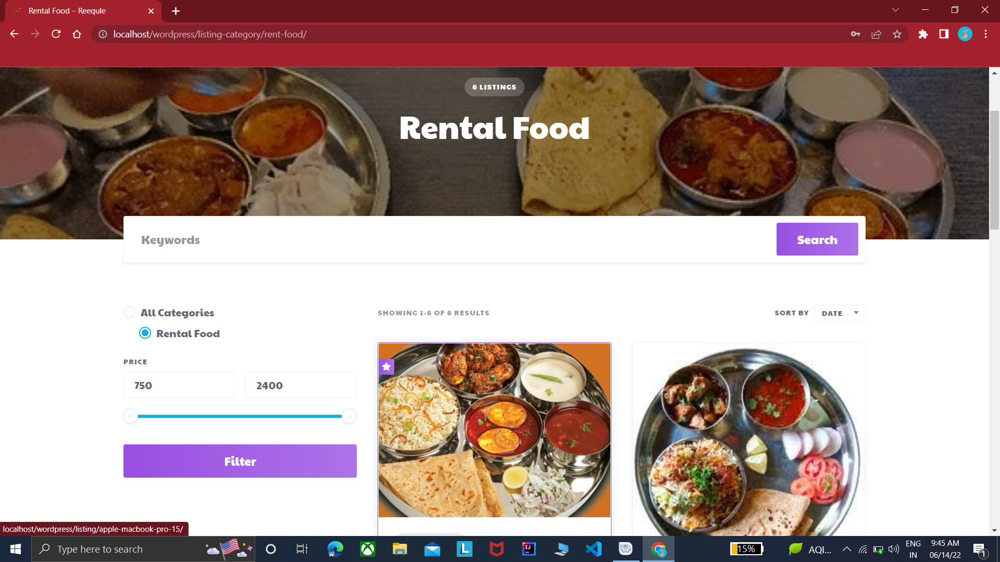 Rental Food – Reequle
localhost/wordpress/listing-category/rent-food/
6 LISTINGS
Rental Food
Keywords
Search
All Categories
Rental Food
PRICE
750
2400
Filter
SHOWING 1-6 OF 6 RESULTS
SORT BY
DATE
localhost/wordpress/listing/apple-macbook-pro-15/
Type here to search
L
IJ
15%
AQI...
ENG
IN
9:45 AM
06/14/22
1